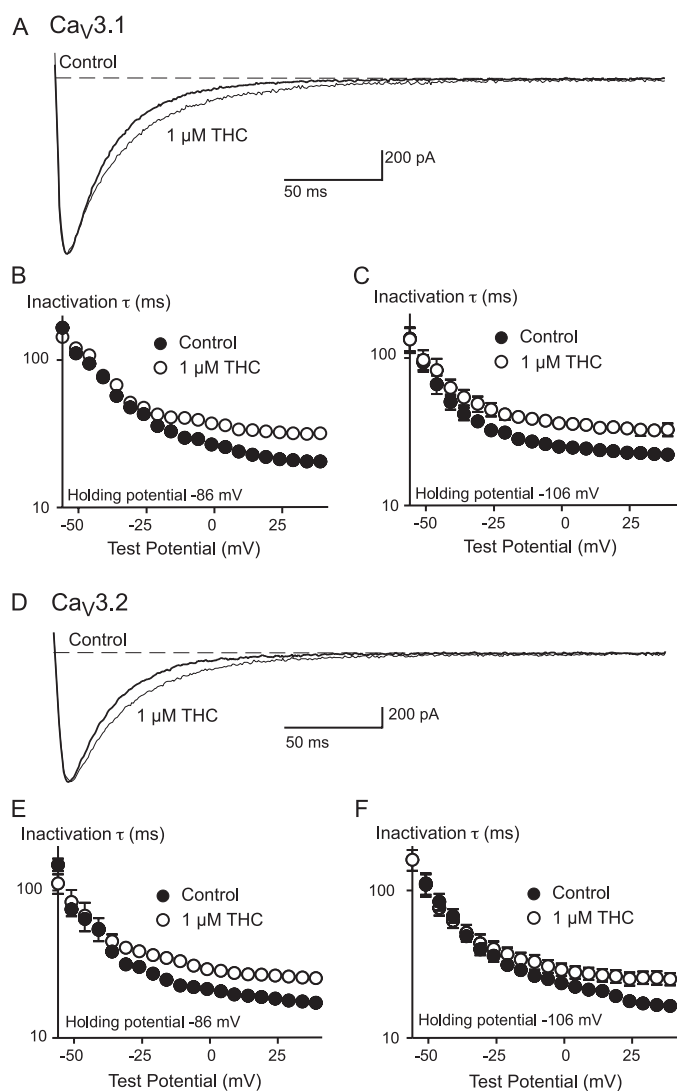 A Cav3.1
Control
1 µM THC
200 pA
50 ms
B
Inactivation τ (ms)
Control
1 µM THC
100
10
Holding potential -86 mV
-50 -25 0 25
Test Potential (mV)
C
Inactivation τ (ms)
Control
1 µM THC
100
10
Holding potential -106 mV
-50 -25 0 25
Test Potential (mV)
D Cav3.2
Control
1 µM THC
200 pA
50 ms
E
Inactivation τ (ms)
Control
1 µM THC
100
10
Holding potential -86 mV
-50 -25 0 25
Test Potential (mV)
F
Inactivation τ (ms)
Control
1 µM THC
100
10
Holding potential -106 mV
-50 -25 0 25
Test Potential (mV)